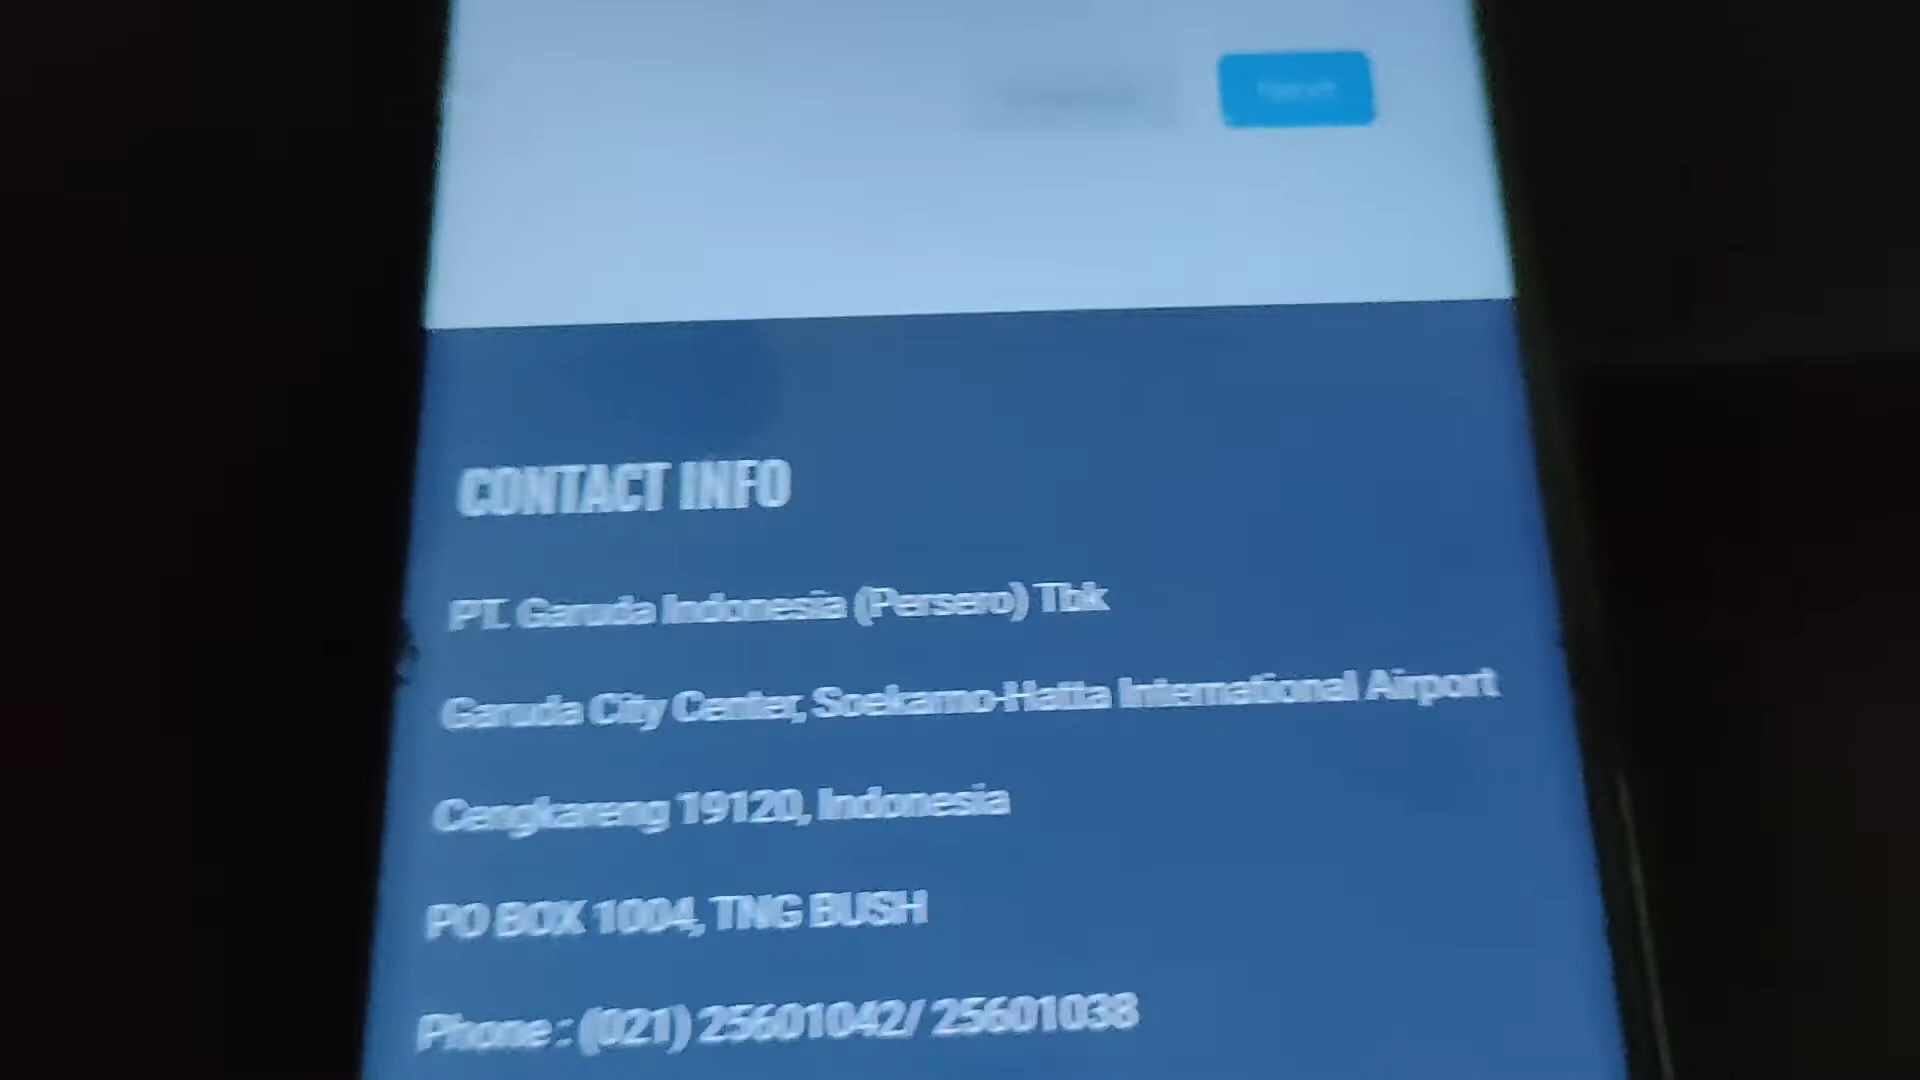 CONTACT INFO
PT. Garuda Indonesia (Persero) Tbk
Garuda City Center, Soekarno-Hatta International Airport
Cengkareng 19120, Indonesia
PO BOX 1004, TNG BUSH
Phone : (021) 25601042/ 25601038